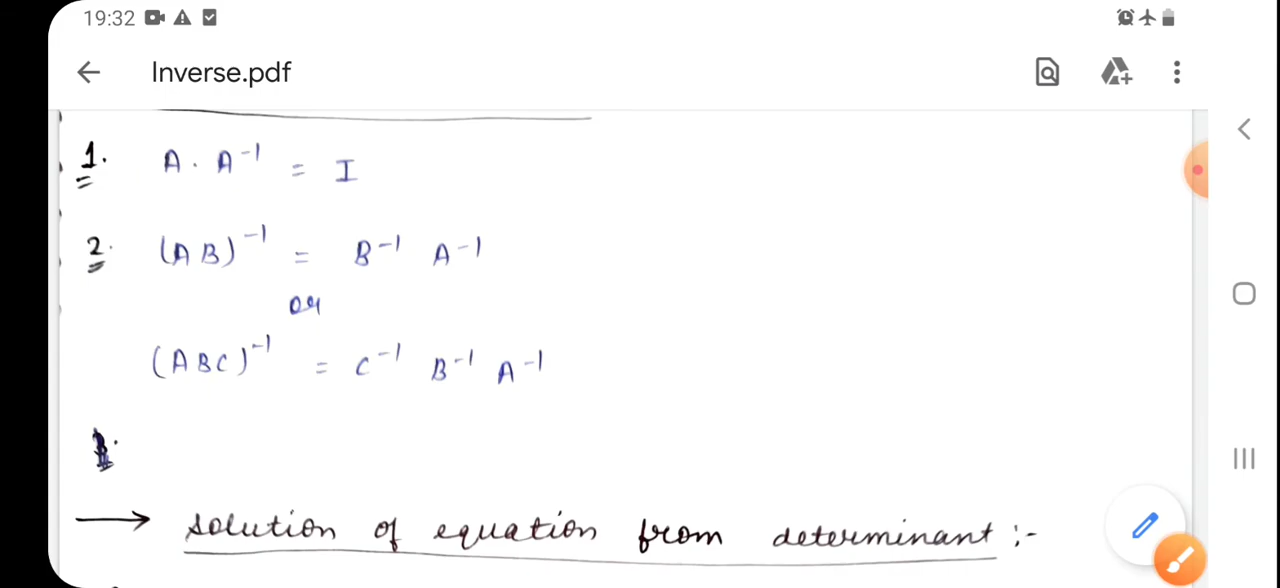 19:32
Inverse.pdf
1. A . A⁻¹ = I
2. (AB)⁻¹ = B⁻¹ A⁻¹
or
(ABC)⁻¹ = C⁻¹ B⁻¹ A⁻¹
→ solution of equation from determinant :-